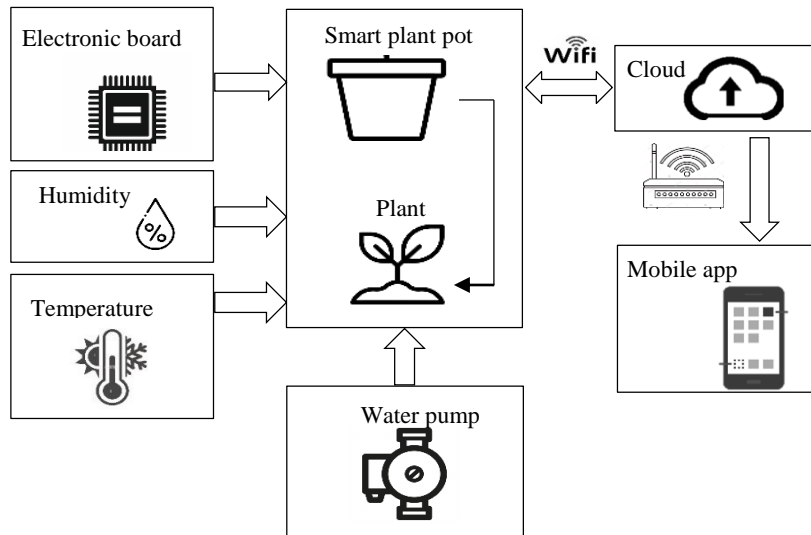 Electronic board
Smart plant pot
Wifi
Cloud
Humidity
%
Plant
Mobile app
Temperature
Water pump